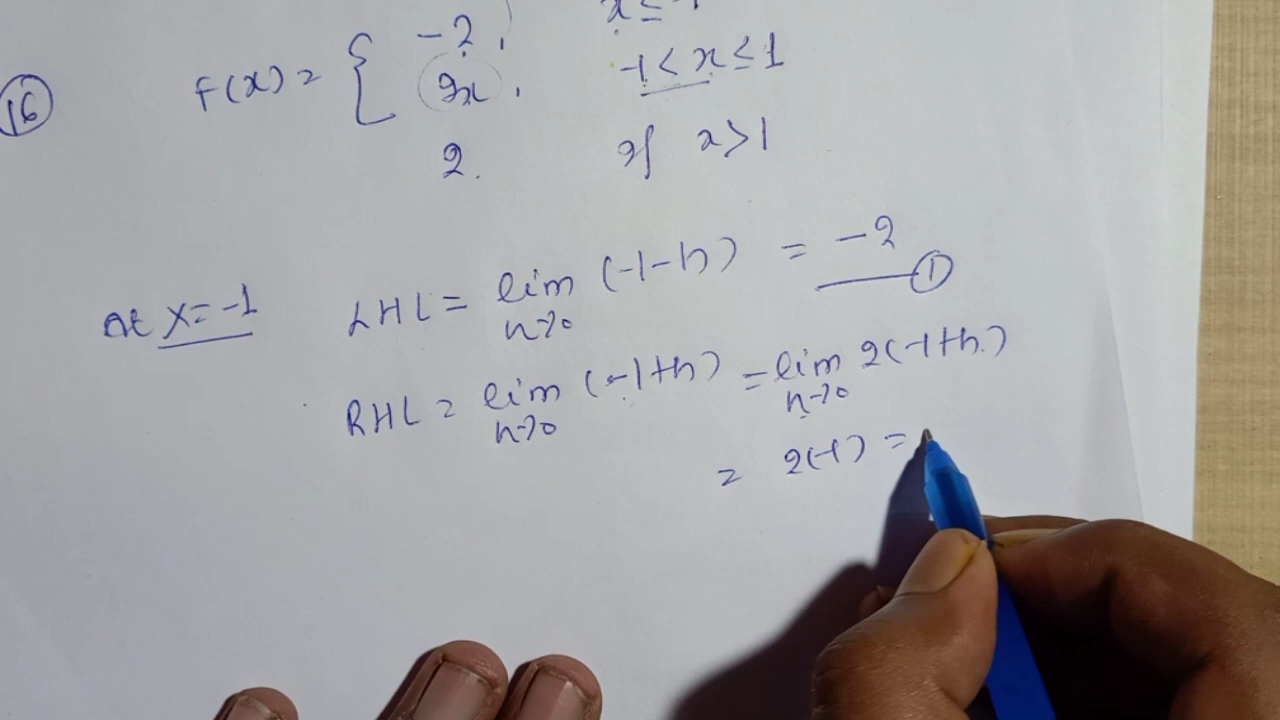 -2, x ≤ -1
(16) F(x) = { 2x, -1 < x ≤ 1
2. if x > 1
At x = -1 LHL = lim h→0 (-1-h) = -2 (1)
RHL = lim h→0 (-1+h) = lim h→0 2(-1+h)
= 2(-1) =